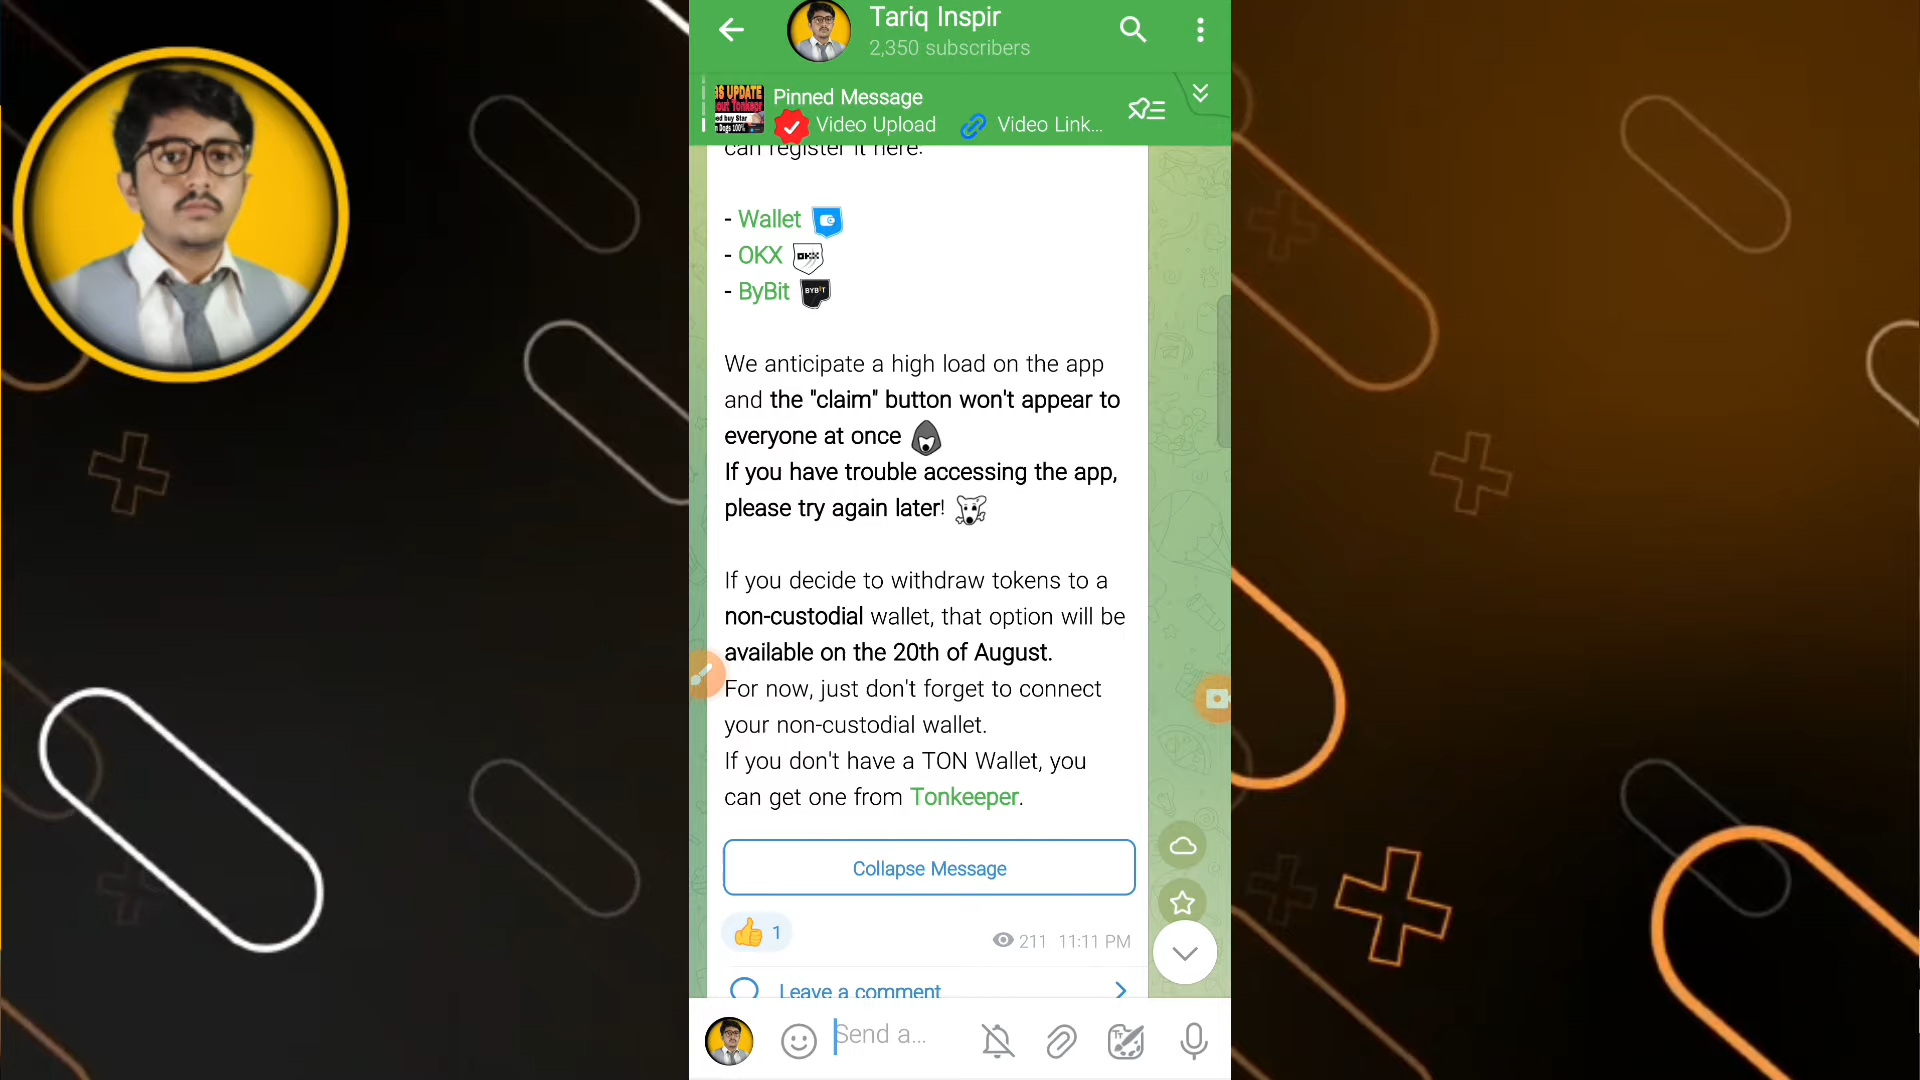 Tariq Inspir
2,350 subscribers
Pinned Message
Video Upload Video Link...
can register it here:
- Wallet
- OKX
- ByBit
We anticipate a high load on the app
and the "claim" button won't appear to
everyone at once
If you have trouble accessing the app,
please try again later!
If you decide to withdraw tokens to a
non-custodial wallet, that option will be
available on the 20th of August.
For now, just don't forget to connect
your non-custodial wallet.
If you don't have a TON Wallet, you
can get one from Tonkeeper.
Collapse Message
1
211 11:11 PM
Leave a comment
Send a...